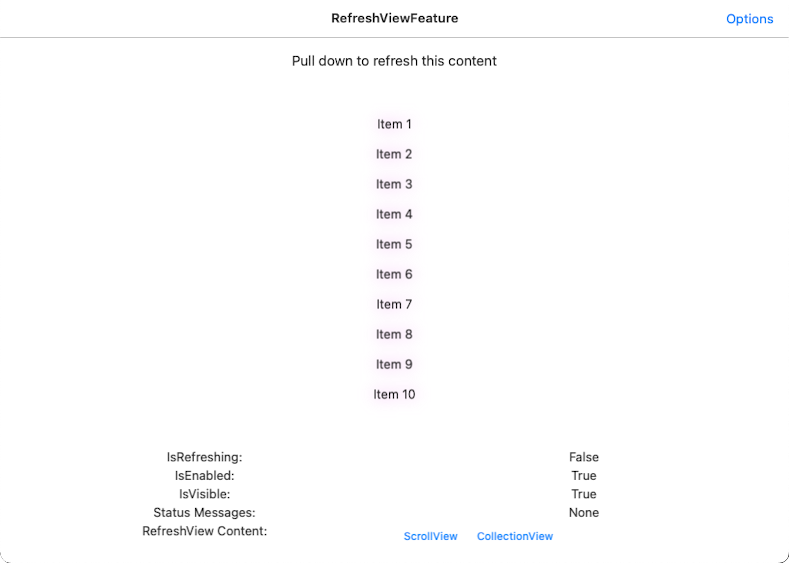 RefreshViewFeature
Options
Pull down to refresh this content
Item 1
Item 2
Item 3
Item 4
Item 5
Item 6
Item 7
Item 8
Item 9
Item 10
IsRefreshing: False
IsEnabled: True
IsVisible: True
Status Messages: None
RefreshView Content: ScrollView CollectionView